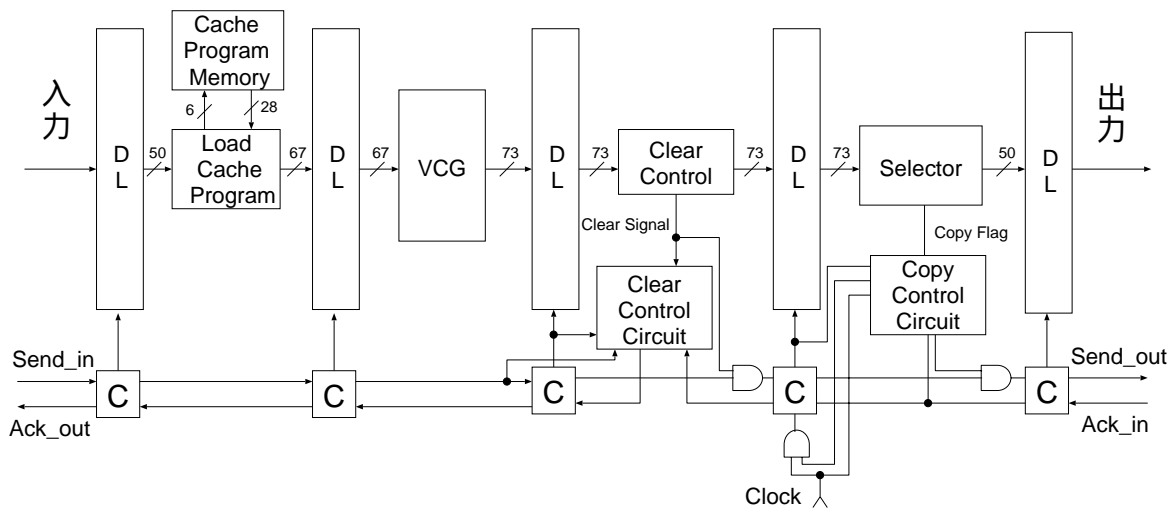 Cache
Program
Memory
6
28
入
力
D
L
50
Load
Cache
Program
67
D
L
67
VCG
73
D
L
73
Clear
Control
73
D
L
73
Selector
50
D
L
出
力
Clear Signal
Copy Flag
Clear
Control
Circuit
Copy
Control
Circuit
Send_in
Send_out
C
C
C
C
C
Ack_out
Ack_in
Clock